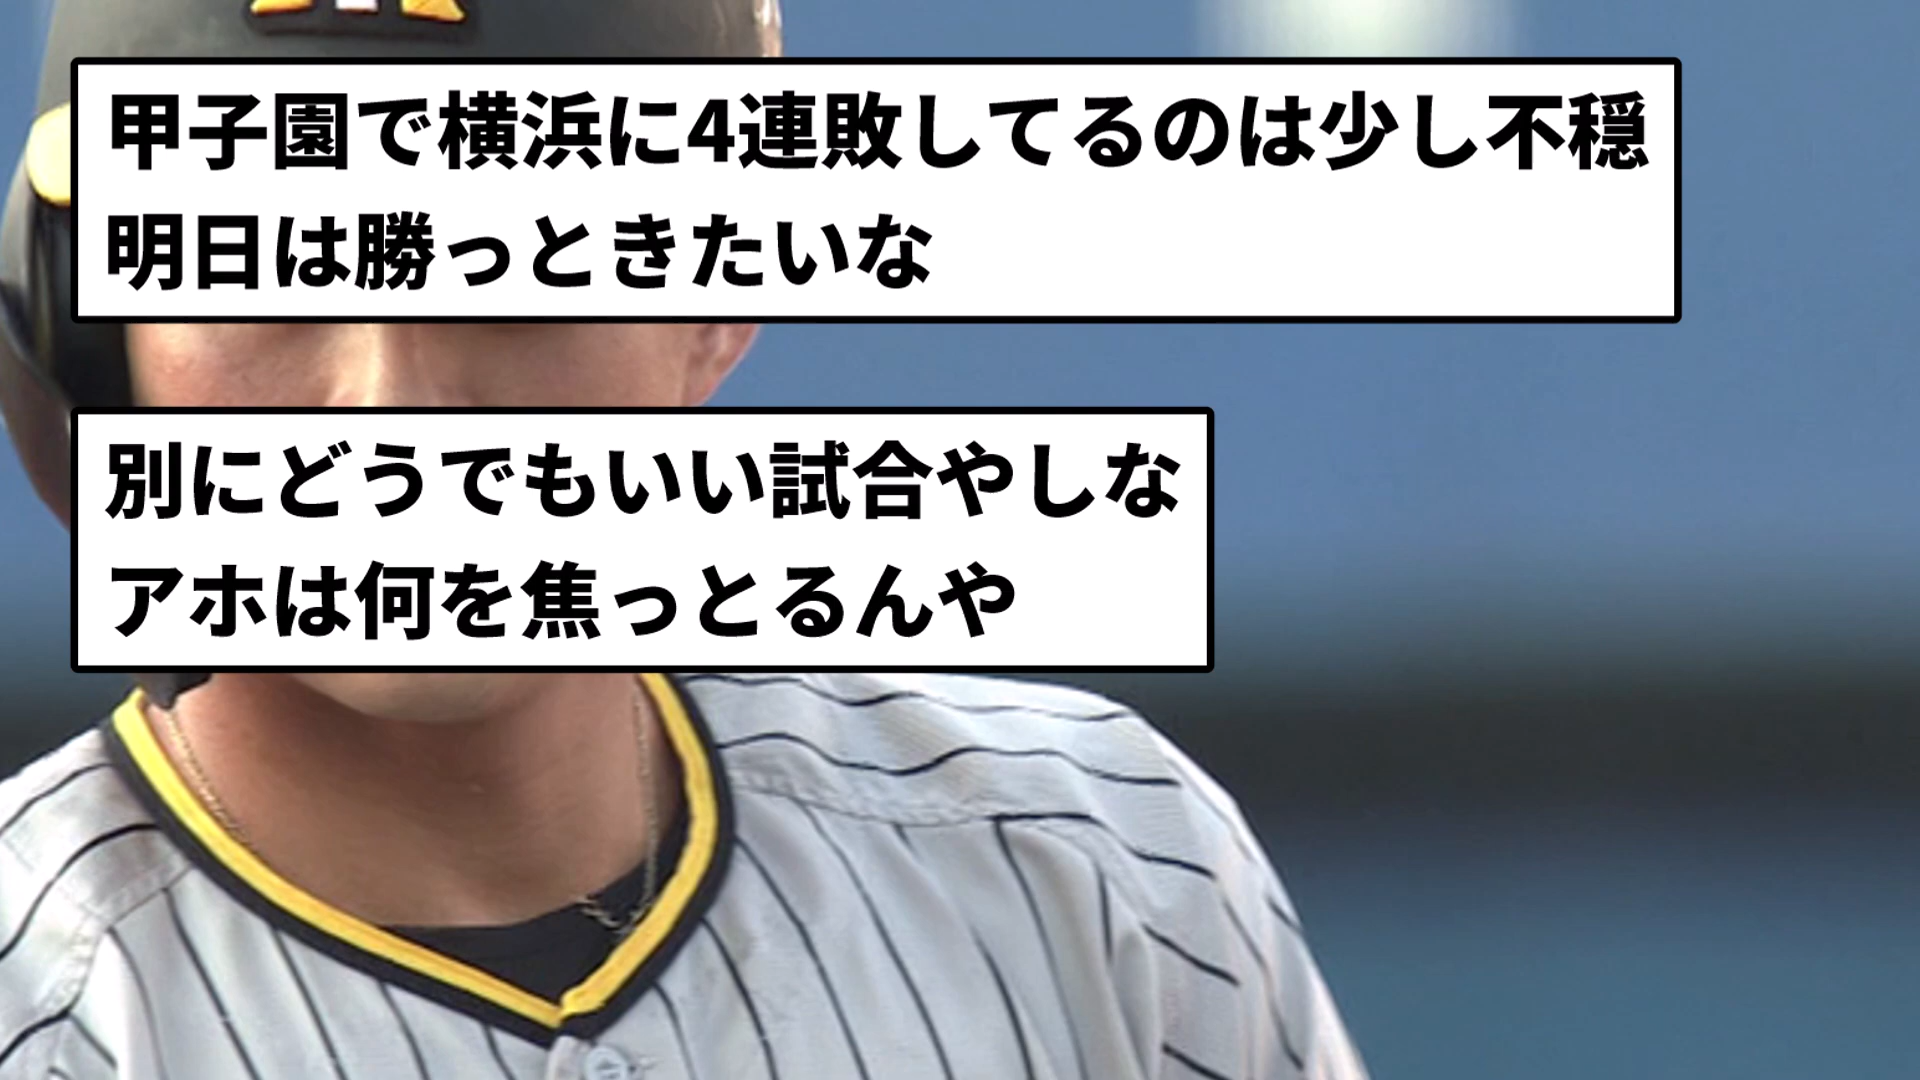 甲子園で横浜に4連敗してるのは少し不穏
明日は勝っときたいな
別にどうでもいい試合やしな
アホは何を焦っとるんや